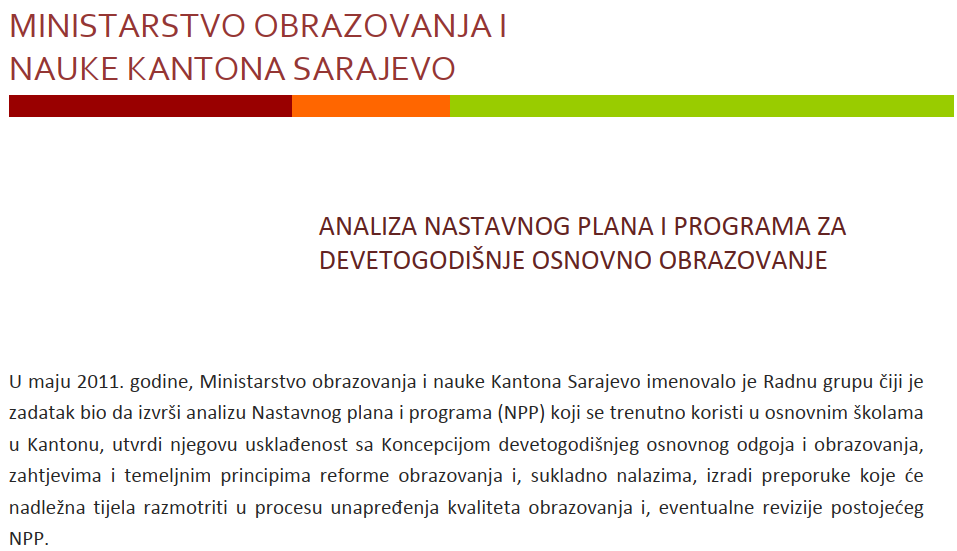 MINISTARSTVO OBRAZOVANJA I
NAUKE KANTONA SARAJEVO
ANALIZA NASTAVNOG PLANA I PROGRAMA ZA
DEVETOGODIŠNJE OSNOVNO OBRAZOVANJE
U maju 2011. godine, Ministarstvo obrazovanja i nauke Kantona Sarajevo imenovalo je Radnu grupu čiji je
zadatak bio da izvrši analizu Nastavnog plana i programa (NPP) koji se trenutno koristi u osnovnim školama
u Kantonu, utvrdi njegovu usklađenost sa Koncepcijom devetogodišnjeg osnovnog odgoja i obrazovanja,
zahtjevima i temeljnim principima reforme obrazovanja i, sukladno nalazima, izradi preporuke koje će
nadležna tijela razmotriti u procesu unapređenja kvaliteta obrazovanja i, eventualne revizije postojećeg
NPP.